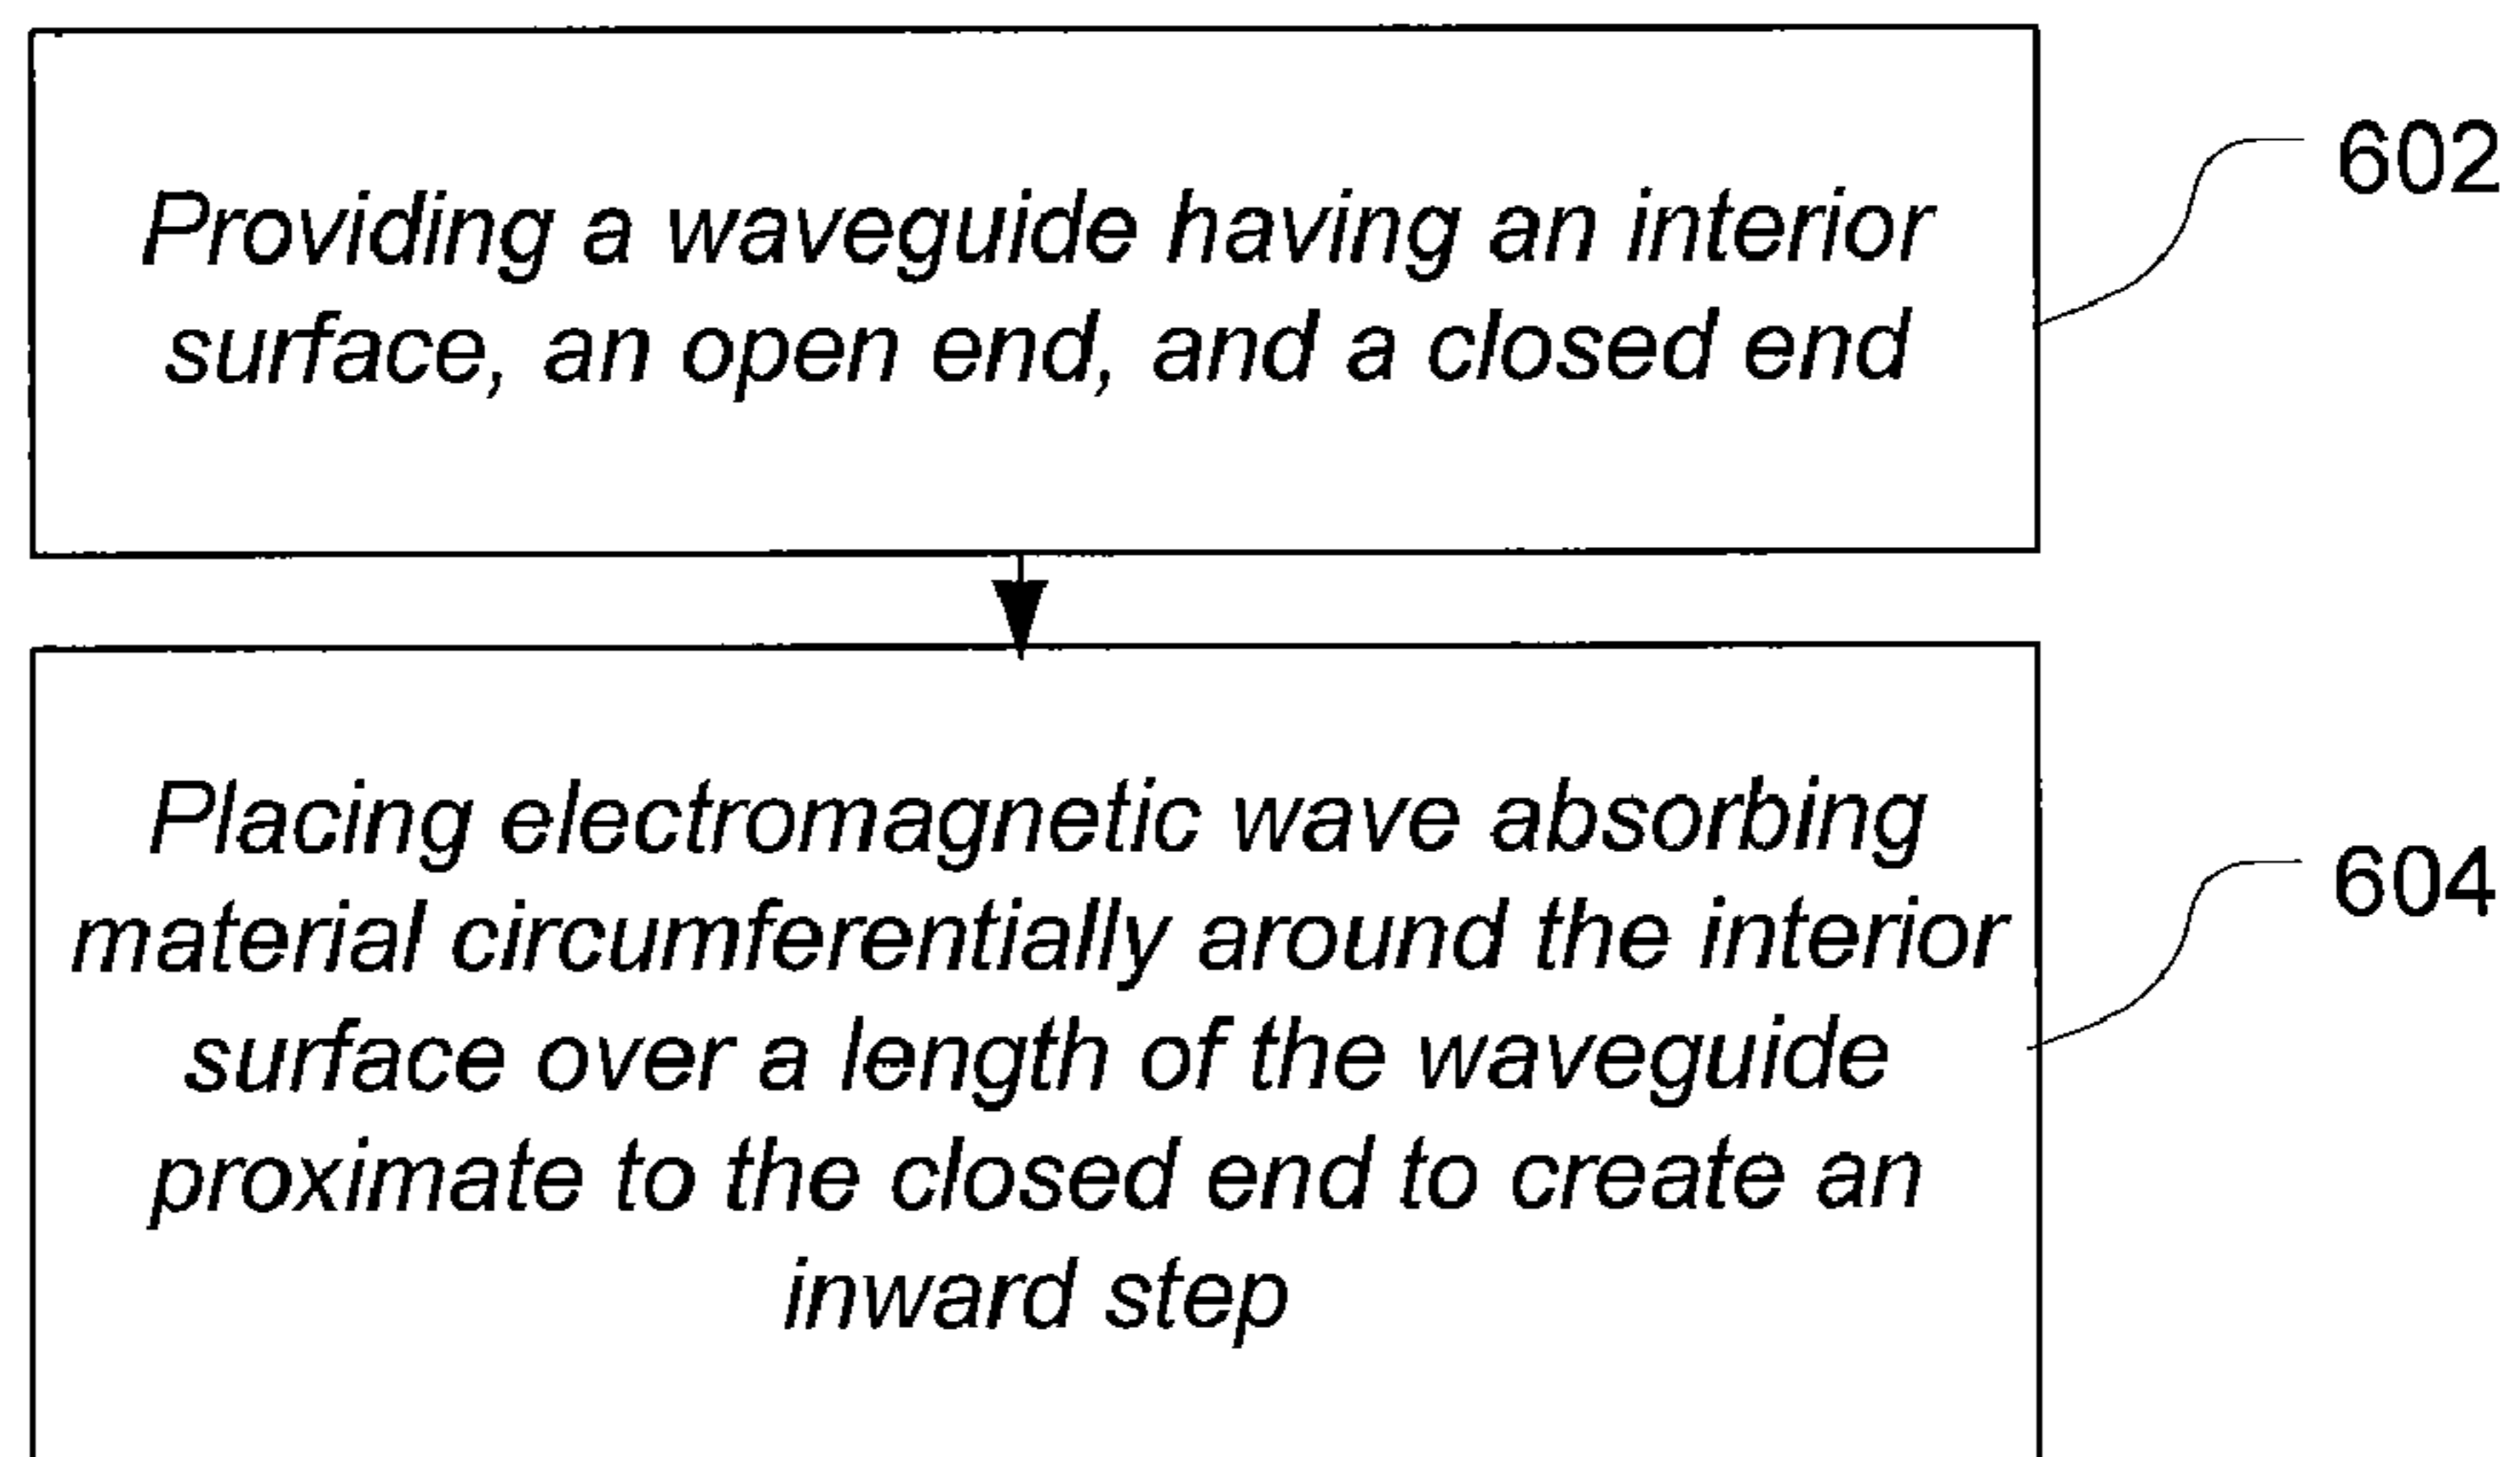 Providing a waveguide having an interior
surface, an open end, and a closed end
602
Placing electromagnetic wave absorbing
material circumferentially around the interior
surface over a length of the waveguide
proximate to the closed end to create an
inward step
604